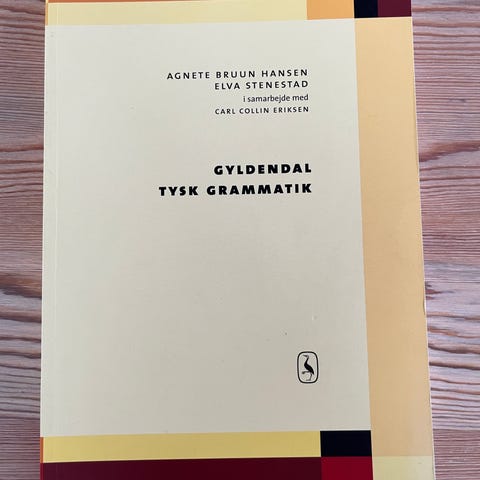 AGNETE BRUUN HANSEN
ELVA STENESTAD
i samarbejde med
CARL COLLIN ERIKSEN
GYLDENDAL
TYSK GRAMMATIK